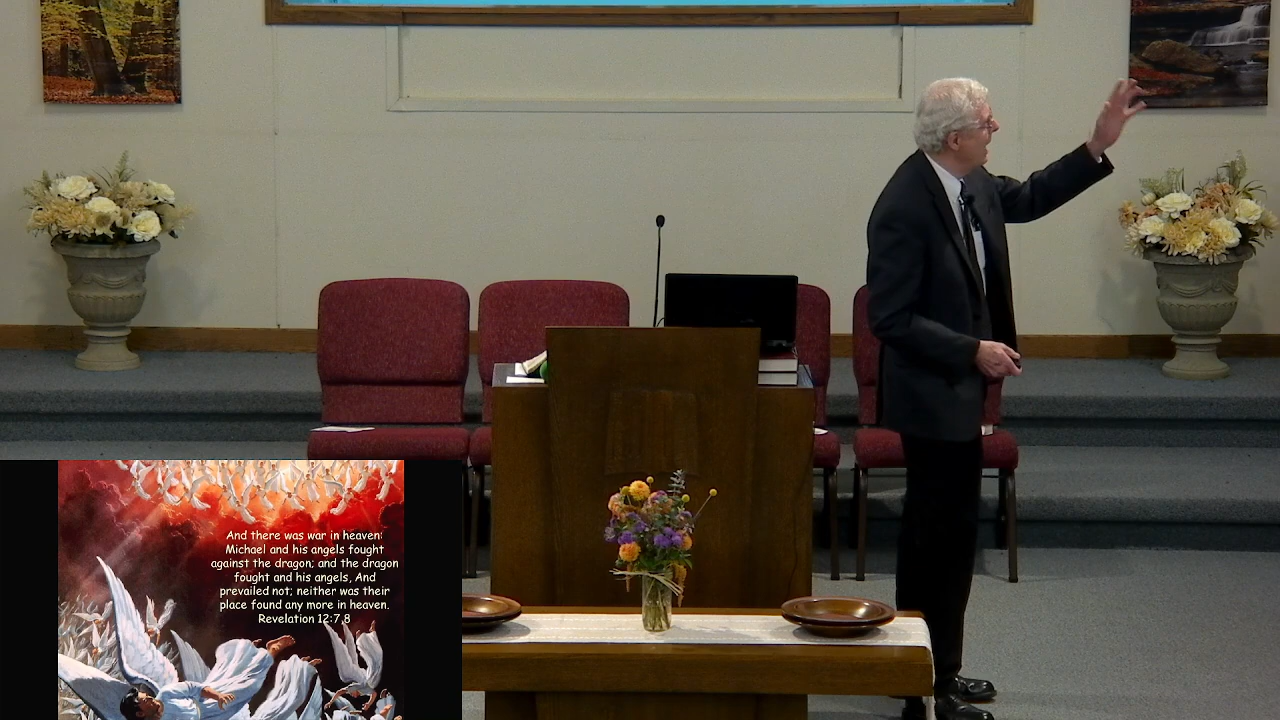 And there was war in heaven:
Michael and his angels fought
against the dragon; and the dragon
fought and his angels, And
prevailed not; neither was their
place found any more in heaven.
Revelation 12:7,8